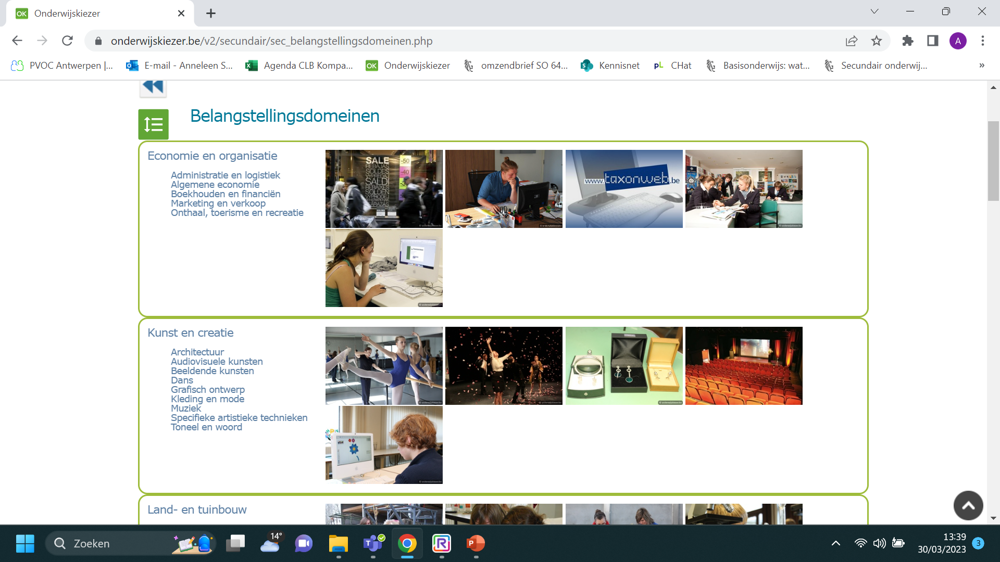 Onderwijskiezer
onderwijskiezer.be/v2/secundair/sec_belangstellingsdomeinen.php
A
PVOC Antwerpen |...
E-mail - Anneleen S...
Agenda CLB Kompa...
OK Onderwijskiezer
omzendbrief SO 64...
Kennisnet
pL CHat
Basisonderwijs: wat...
Secundair onderwij...
»
Belangstellingsdomeinen
Economie en organisatie
Administratie en logistiek
Algemene economie
Boekhouden en financiën
Marketing en verkoop
Onthaal, toerisme en recreatie
SALE
REBAJAS
SOLDES
VYPREDAJ
SALDI
-50
-40
www.taxonweb.be
Kunst en creatie
Architectuur
Audiovisuele kunsten
Beeldende kunsten
Dans
Grafisch ontwerp
Kleding en mode
Muziek
Specifieke artistieke technieken
Toneel en woord
Land- en tuinbouw
Zoeken
14°
13:39
30/03/2023
3